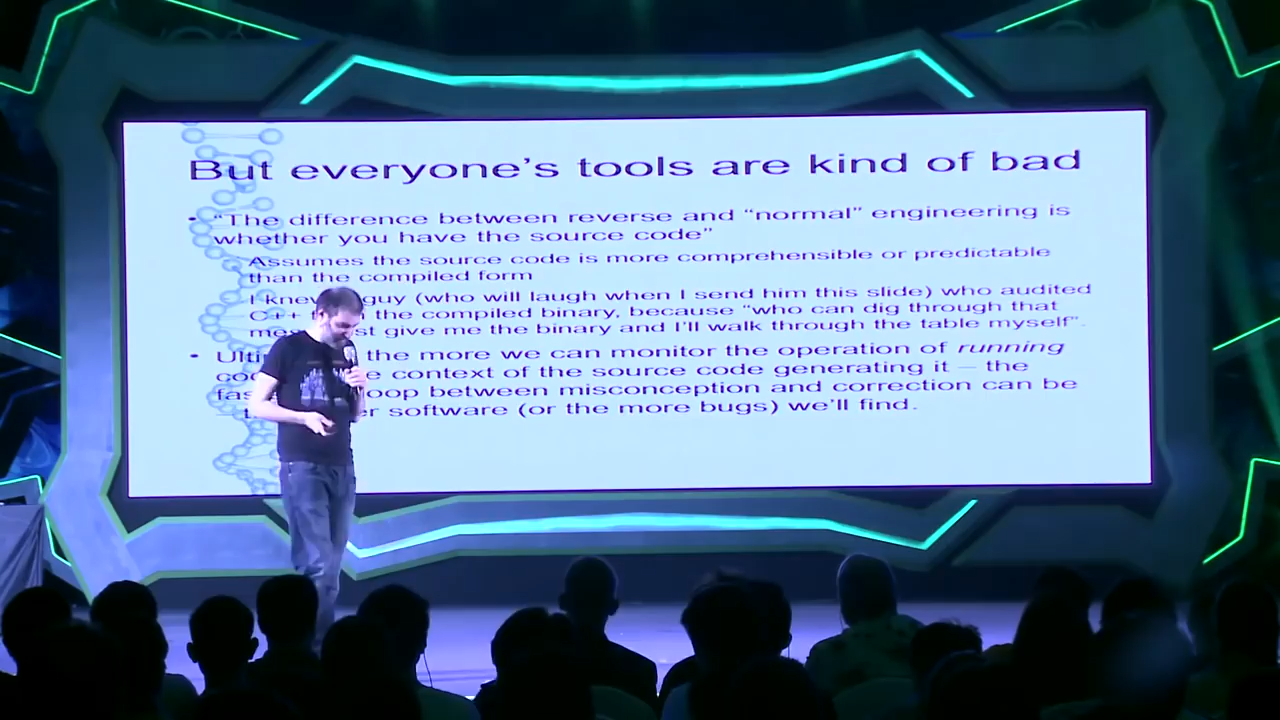 But everyone's tools are kind of bad
• “The difference between reverse and “normal” engineering is
whether you have the source code”
Assumes the source code is more comprehensible or predictable
than the compiled form
I knew guy (who will laugh when I send him this slide) who audited
C++ the compiled binary, because “who can dig through that
give me the binary and I'll walk through the table myself”.
• the more we can monitor the operation of running
context of the source code generating it – the
loop between misconception and correction can be
software (or the more bugs) we'll find.